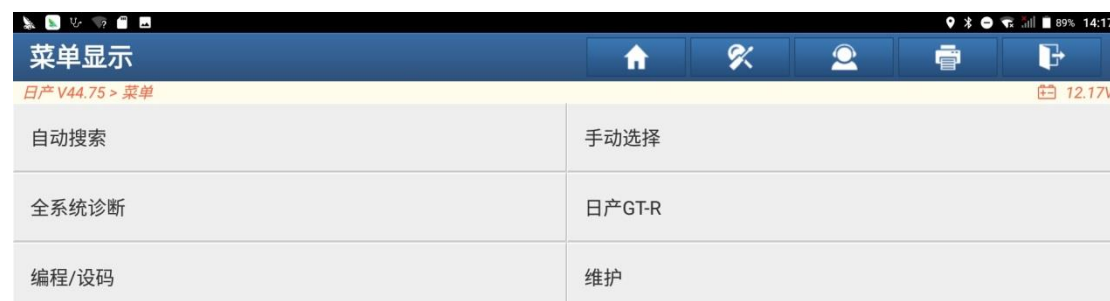 89% 14:17
菜单显示
日产 V44.75 > 菜单
12.17V
自动搜索
手动选择
全系统诊断
日产GT-R
编程/设码
维护